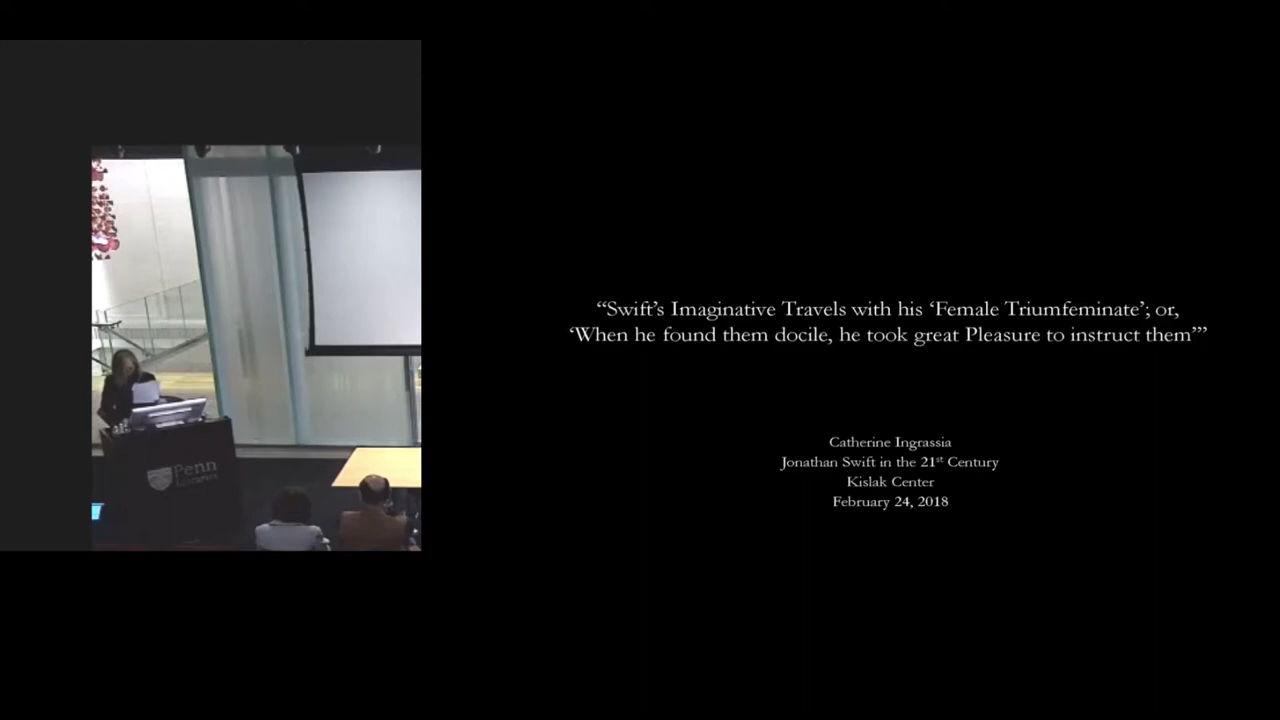 Penn
Libraries
“Swift’s Imaginative Travels with his ‘Female Triumfeminate’; or,
‘When he found them docile, he took great Pleasure to instruct them’”
Catherine Ingrassia
Jonathan Swift in the 21st Century
Kislak Center
February 24, 2018